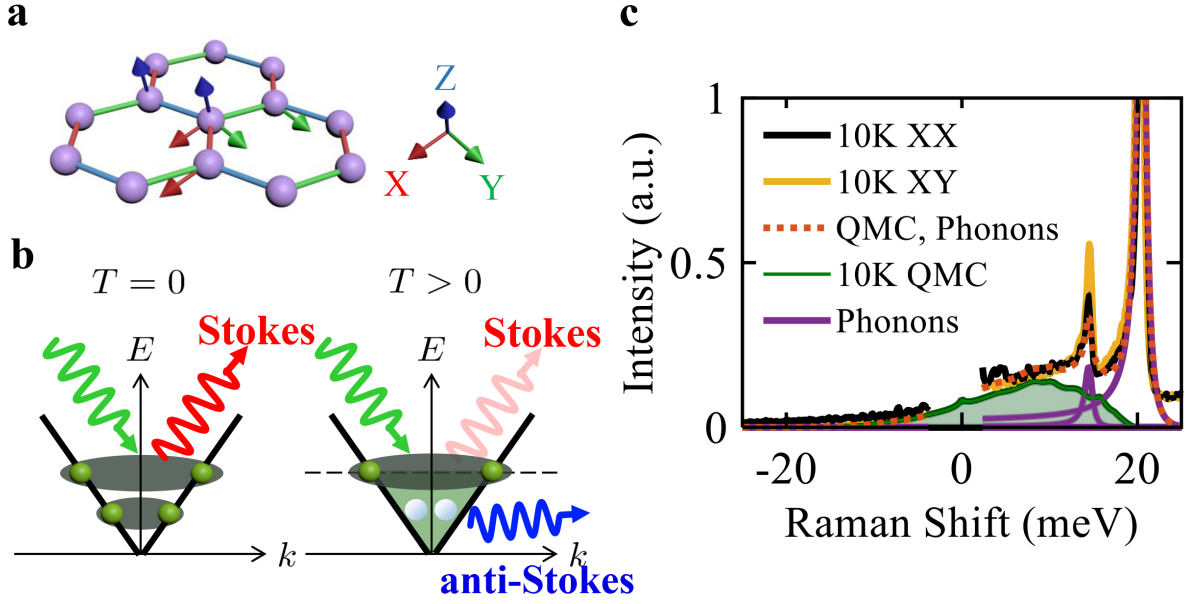 a
Z
X
Y
b
T = 0
T > 0
Stokes
Stokes
E
E
k
k
anti-Stokes
c
1
0.5
0
Intensity (a.u.)
10K XX
10K XY
QMC, Phonons
10K QMC
Phonons
-20
0
20
Raman Shift (meV)